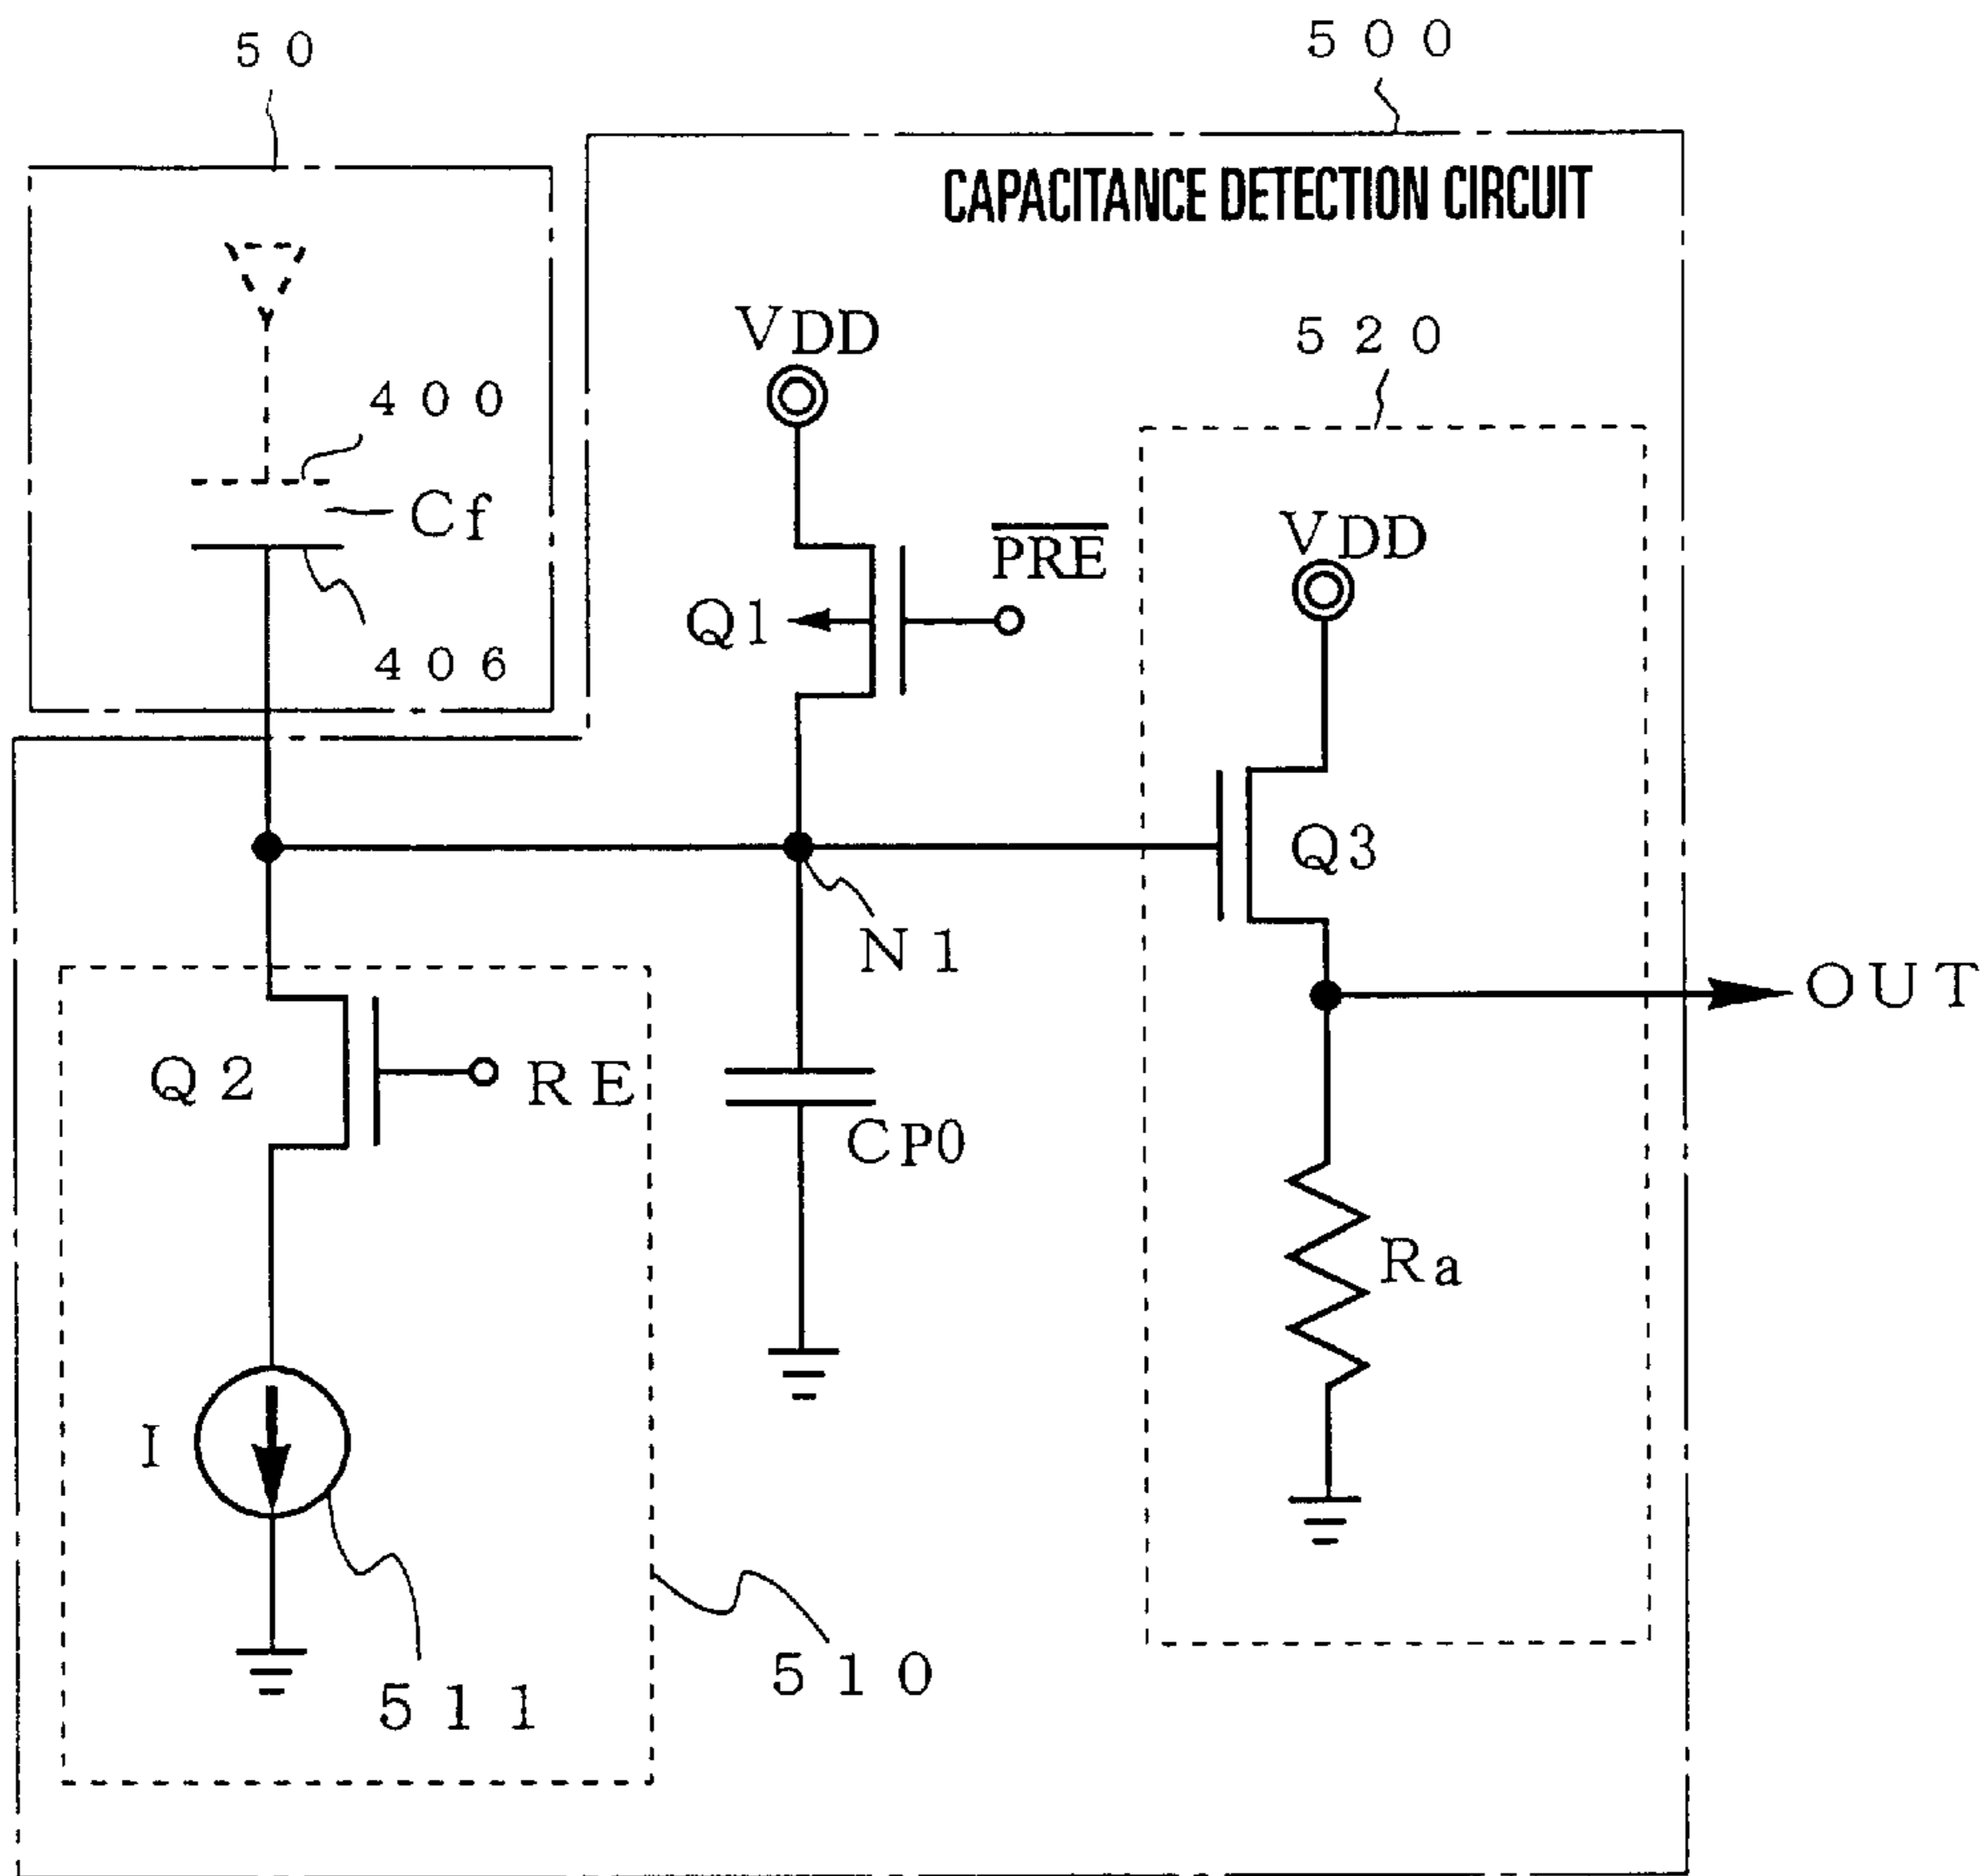 50
500
CAPACITANCE DETECTION CIRCUIT
VDD
520
400
Cf
VDD
PRE
Q1
406
Q3
N1
OUT
Q2
RE
CP0
Ra
I
510
511